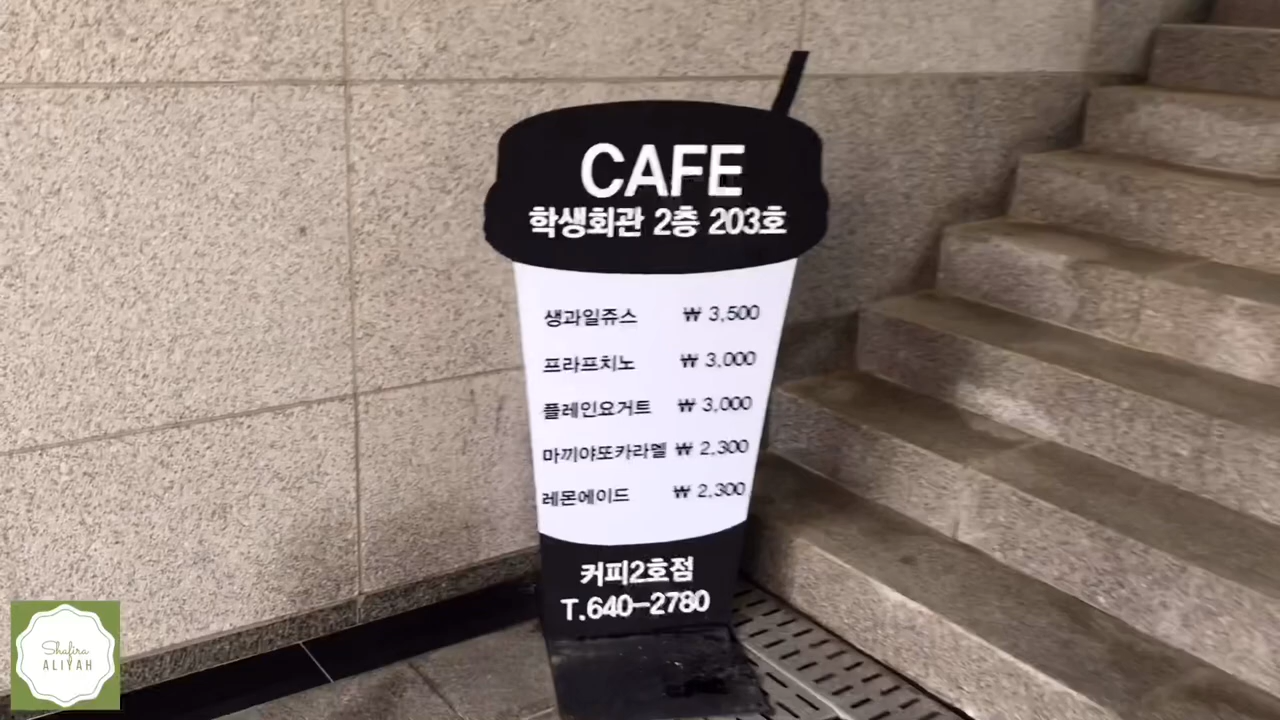 CAFE
학생회관 2층 203호
생과일쥬스 ₩ 3,500
프라프치노 ₩ 3,000
플레인요거트 ₩ 3,000
마끼야또카라멜 ₩ 2,300
레몬에이드 ₩ 2,300
커피2호점
T.640-2780
Shafira
ALIYAH